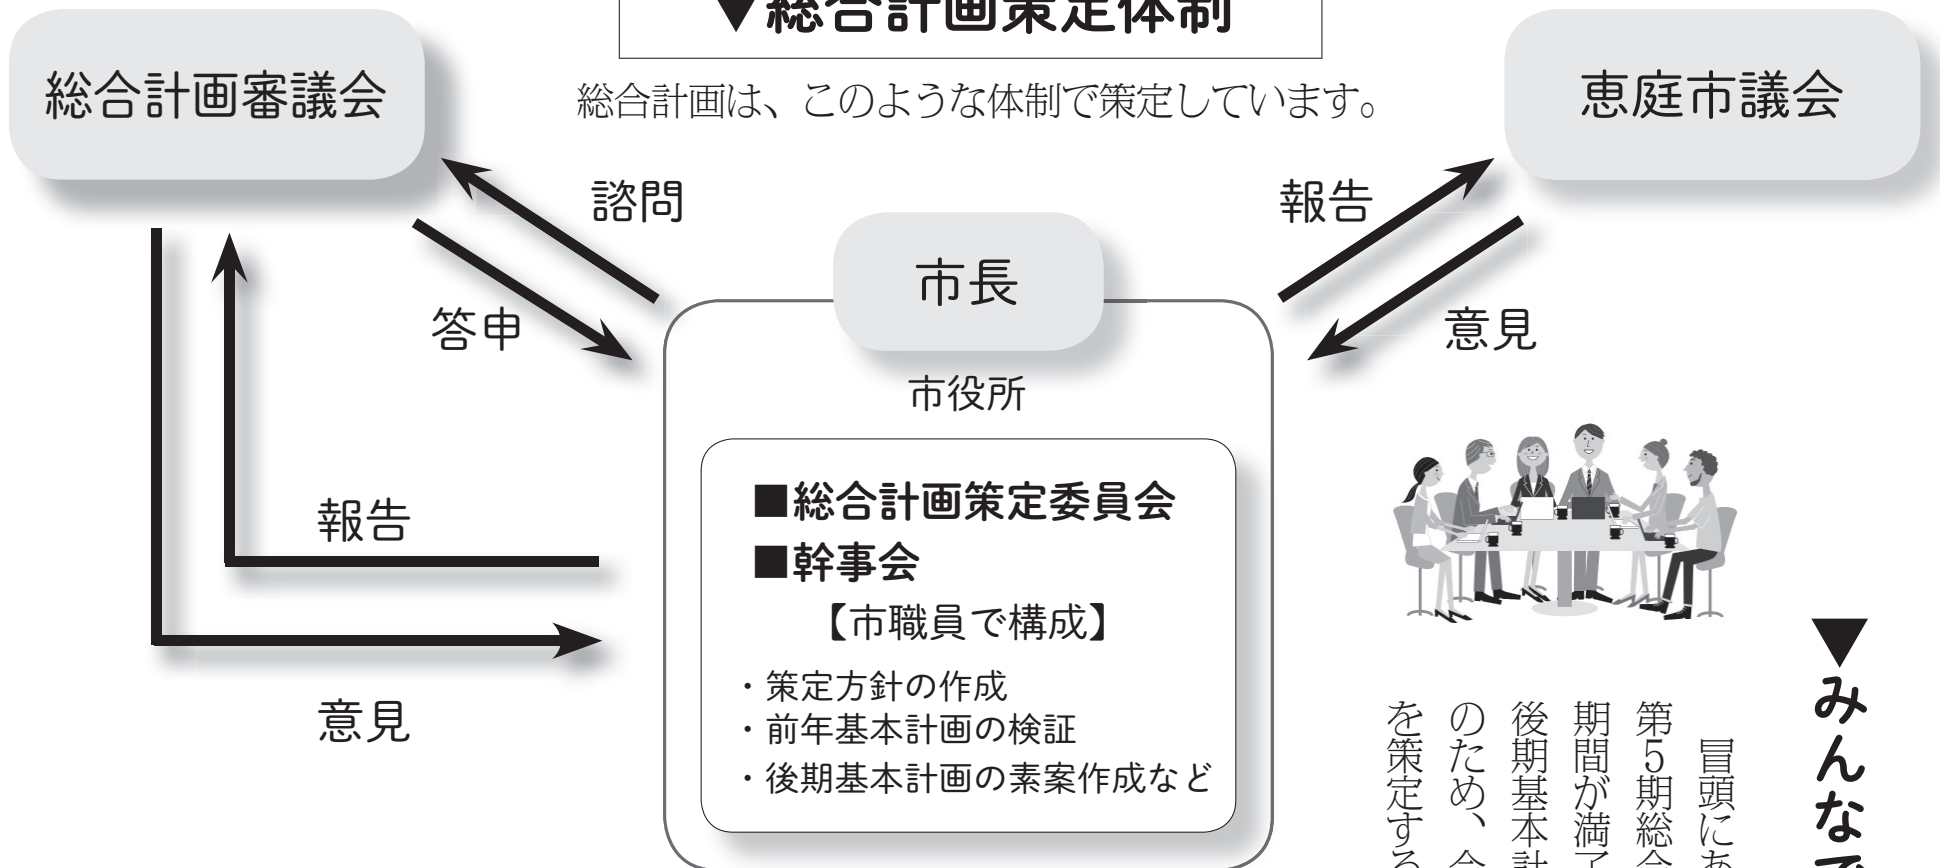 ▼総合計画策定体制
総合計画は、このような体制で策定しています。
総合計画審議会
恵庭市議会
諮問
答申
報告
意見
市長
市役所
■総合計画策定委員会
■幹事会
【市職員で構成】
・策定方針の作成
・前年基本計画の検証
・後期基本計画の素案作成など
報告
意見
▼みんなで
冒頭にあ
第5期総合
期間が満了
後期基本計
のため、今
を策定する